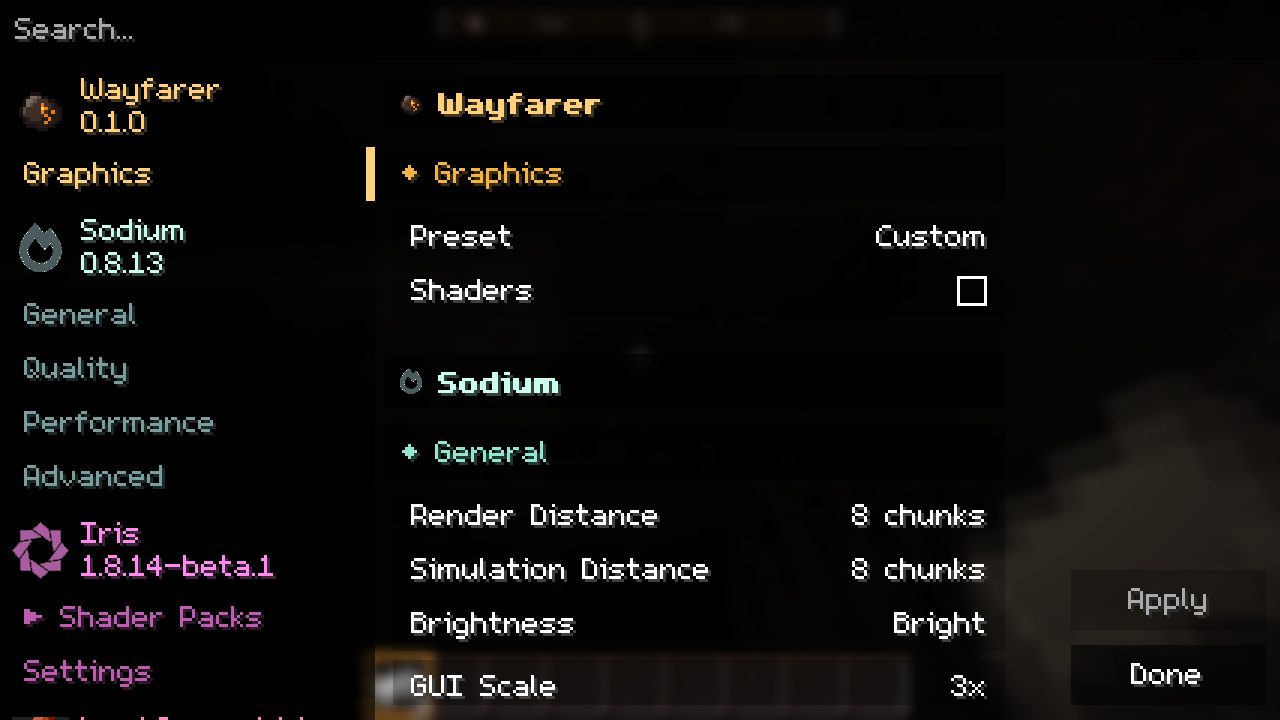 Search...
Wayfarer
0.1.0
Graphics
Sodium
0.8.13
General
Quality
Performance
Advanced
Iris
1.8.14-beta.1
Shader Packs
Settings
Wayfarer
Graphics
Preset Custom
Shaders
Sodium
General
Render Distance 8 chunks
Simulation Distance 8 chunks
Brightness Bright
GUI Scale 3x
Apply
Done